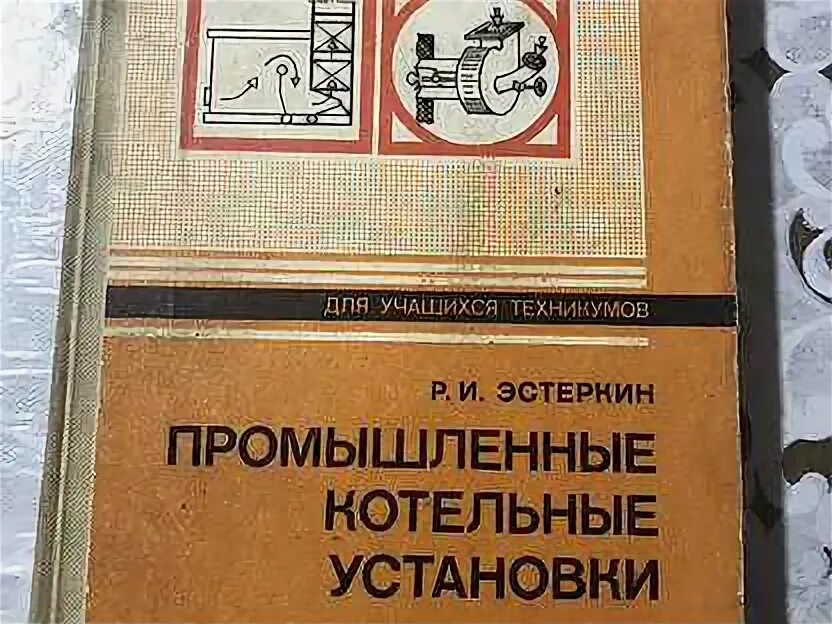 ДЛЯ УЧАЩИХСЯ ТЕХНИКУМОВ
Р.И. ЭСТЕРКИН
ПРОМЫШЛЕННЫЕ
КОТЕЛЬНЫЕ
УСТАНОВКИ